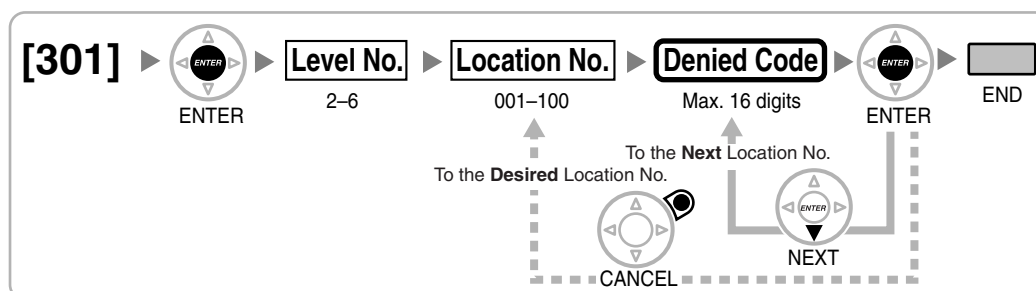 [301] ENTER Level No. Location No. Denied Code ENTER
2–6 001–100 Max. 16 digits END
ENTER ENTER
To the Next Location No.
To the Desired Location No.
ENTER
NEXT
CANCEL